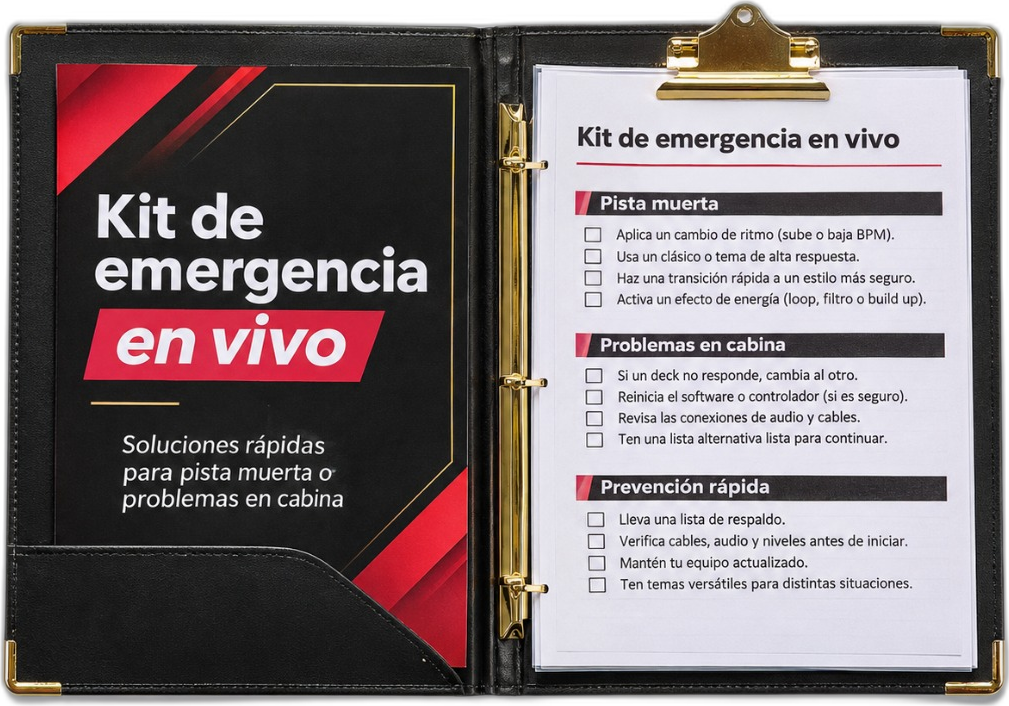 Kit de
emergencia
en vivo
Soluciones rápidas
para pista muerta o
problemas en cabina
Kit de emergencia en vivo
Pista muerta
Aplica un cambio de ritmo (sube o baja BPM).
Usa un clásico o tema de alta respuesta.
Haz una transición rápida a un estilo más seguro.
Activa un efecto de energía (loop, filtro o build up).
Problemas en cabina
Si un deck no responde, cambia al otro.
Reinicia el software o controlador (si es seguro).
Revisa las conexiones de audio y cables.
Ten una lista alternativa lista para continuar.
Prevención rápida
Lleva una lista de respaldo.
Verifica cables, audio y niveles antes de iniciar.
Mantén tu equipo actualizado.
Ten temas versátiles para distintas situaciones.